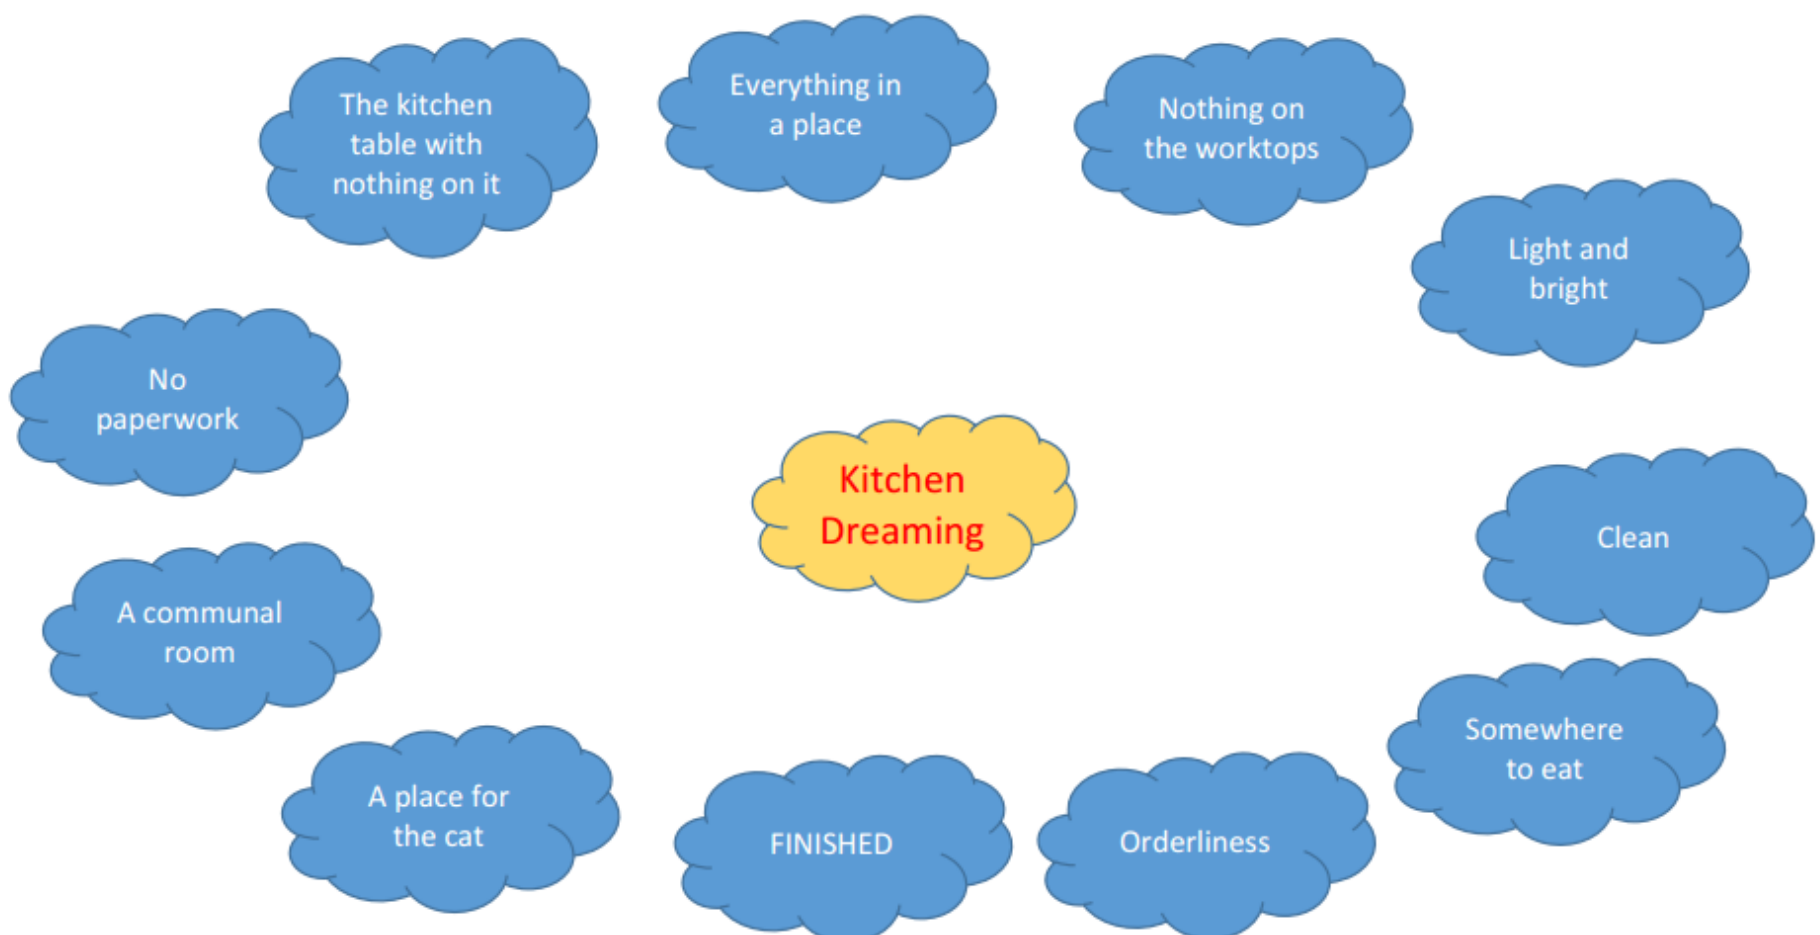 The kitchen
table with
nothing on it
Everything in
a place
Nothing on
the worktops
Light and
bright
No
paperwork
Kitchen
Dreaming
Clean
A communal
room
Somewhere
to eat
A place for
the cat
FINISHED
Orderliness